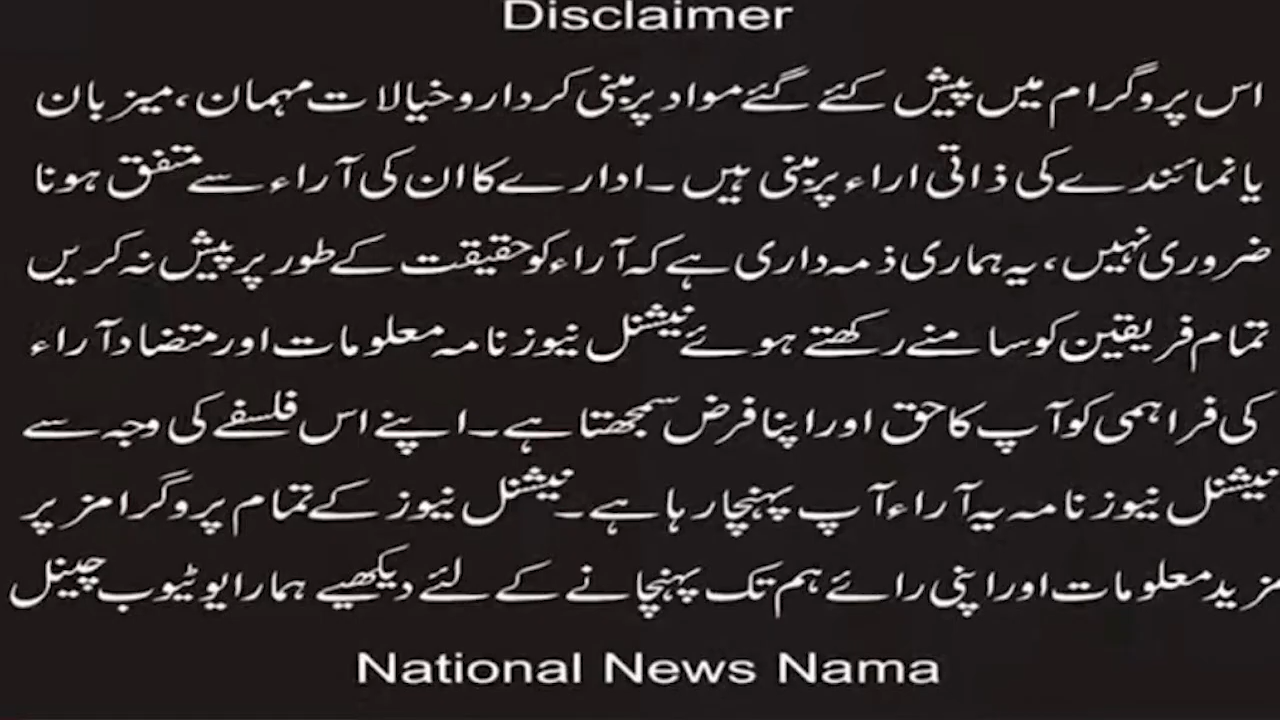 Disclaimer
اس پروگرام میں پیش کئے گئے مواد پر مبنی کردار و خیالات مہمان، میزبان
یا نمائندے کی ذاتی اراء پر مبنی ہیں۔ ادارے کا ان کی آراء سے متفق ہونا
ضروری نہیں، یہ ہماری ذمہ داری ہے کہ آراء کو حقیقت کے طور پر پیش نہ کریں
تمام فریقین کو سامنے رکھتے ہوئے نیشنل نیوز نامہ معلومات اور متضاد آراء
کی فراہمی کو آپ کا حق اور اپنا فرض سمجھتا ہے۔ اپنے اس فلسفے کی وجہ سے
نیشنل نیوز نامہ یہ آراء آپ پہنچا رہا ہے۔ نیشنل نیوز کے تمام پروگرامز پر
مزید معلومات اور اپنی رائے ہم تک پہنچانے کے لئے دیکھیے ہمارا یوٹیوب چینل
National News Nama